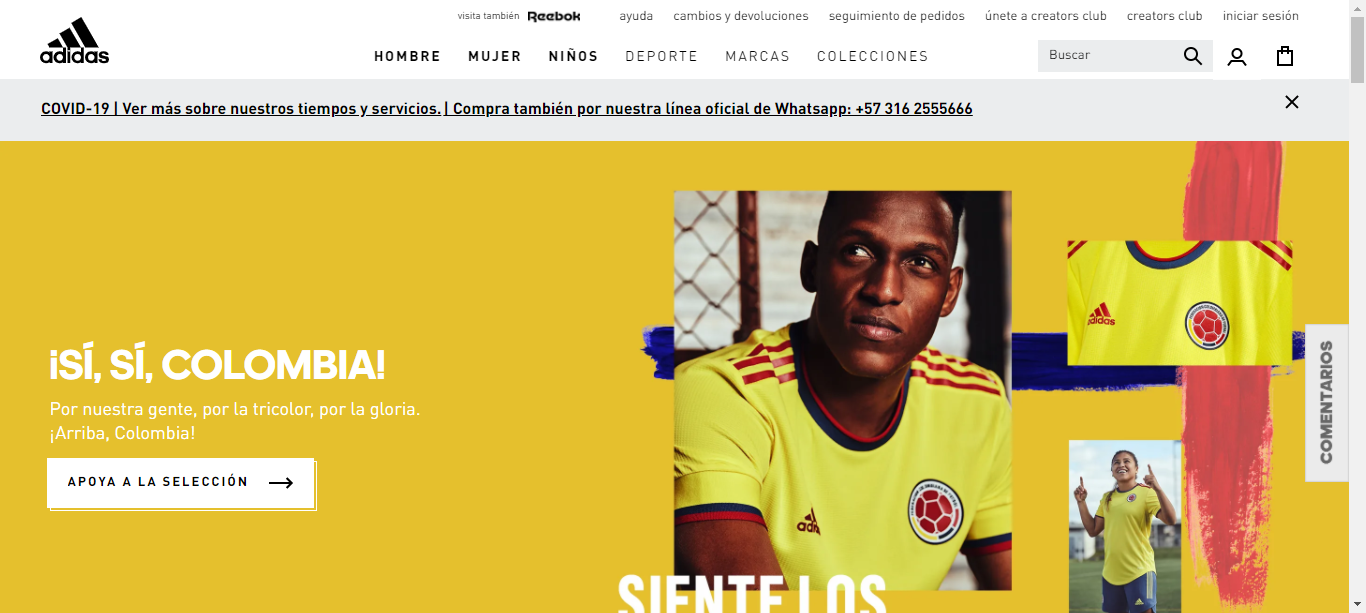 visita también Reebok ayuda cambios y devoluciones seguimiento de pedidos únete a creators club creators club iniciar sesión
adidas
HOMBRE MUJER NIÑOS DEPORTE MARCAS COLECCIONES Buscar
COVID-19 | Ver más sobre nuestros tiempos y servicios. | Compra también por nuestra línea oficial de Whatsapp: +57 316 2555666
¡SÍ, SÍ, COLOMBIA!
Por nuestra gente, por la tricolor, por la gloria.
¡Arriba, Colombia!
APOYA A LA SELECCIÓN
adidas
adidas
SIENTE LOS
COMENTARIOS